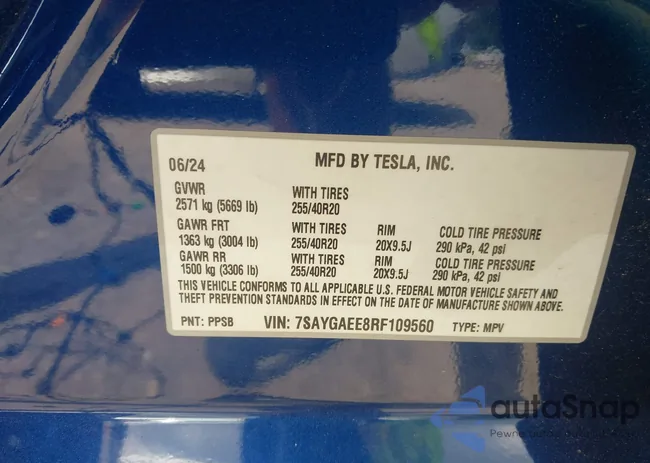 06/24 MFD BY TESLA, INC.
GVWR WITH TIRES
2571 kg (5669 lb) 255/40R20
GAWR FRT WITH TIRES RIM COLD TIRE PRESSURE
1363 kg (3004 lb) 255/40R20 20X9.5J 290 kPa, 42 psi
GAWR RR WITH TIRES RIM COLD TIRE PRESSURE
1500 kg (3306 lb) 255/40R20 20X9.5J 290 kPa, 42 psi
THIS VEHICLE CONFORMS TO ALL APPLICABLE U.S. FEDERAL MOTOR VEHICLE SAFETY AND
THEFT PREVENTION STANDARDS IN EFFECT ON THE DATE OF MANUFACTURE SHOWN ABOVE.
PNT: PPSB VIN: 7SAYGAEE8RF109560 TYPE: MPV
autoSnap